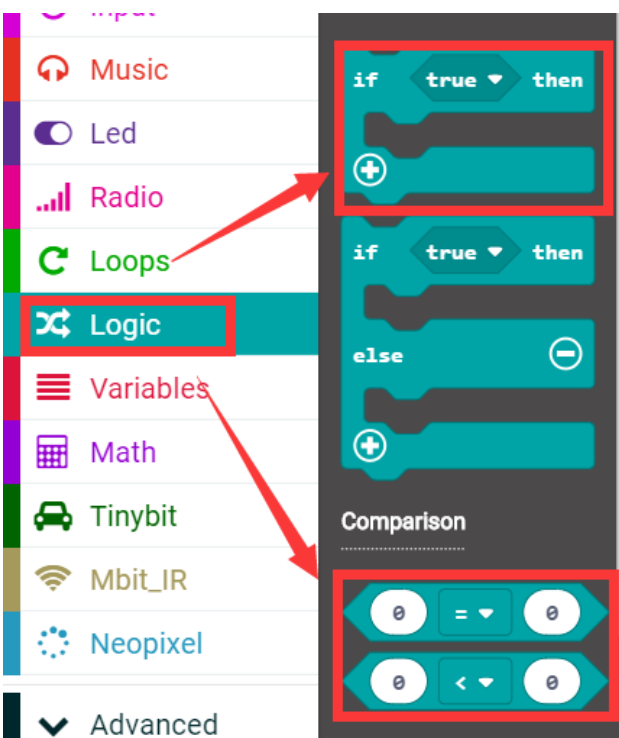 Input
Music
Led
Radio
Loops
Logic
Variables
Math
Tinybit
Mbit_IR
Neopixel
Advanced
if true then
if true then
else
Comparison
0 = 0
0 < 0